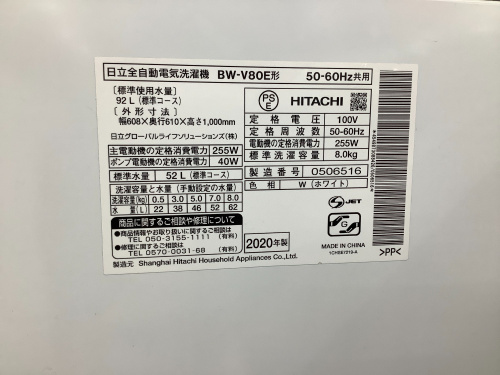 日立全自動電気洗濯機 BW-V80E形 50-60Hz共用
［標準使用水量］
92 L（標準コース）
［外形寸法］
幅608×奥行610×高さ1,000mm
日立グローバルライフソリューションズ(株)
主電動機の定格消費電力 255W
ポンプ電動機の定格消費電力 40W
標準水量 52 L（標準コース）
洗濯容量と水量（手動設定の水量）
洗濯容量(kg) 0.5 3.0 5.0 7.0 8.0
水量(L) 22 38 46 52 62
商品に関するご相談や修理について
●商品情報やお取り扱いに関するご相談
TEL 050-3155-1111（有料）
●修理に関するご相談
TEL 0570-0031-68（有料）
2020年製
製造元 Shanghai Hitachi Household Appliances Co., Ltd.
PS
E
HITACHI
定格電圧 100V
定格周波数 50-60Hz
電動機の定格消費電力 255W
標準洗濯容量 8.0kg
製造番号 0506516
色相 W（ホワイト）
S JET
G
MADE IN CHINA
>PP<